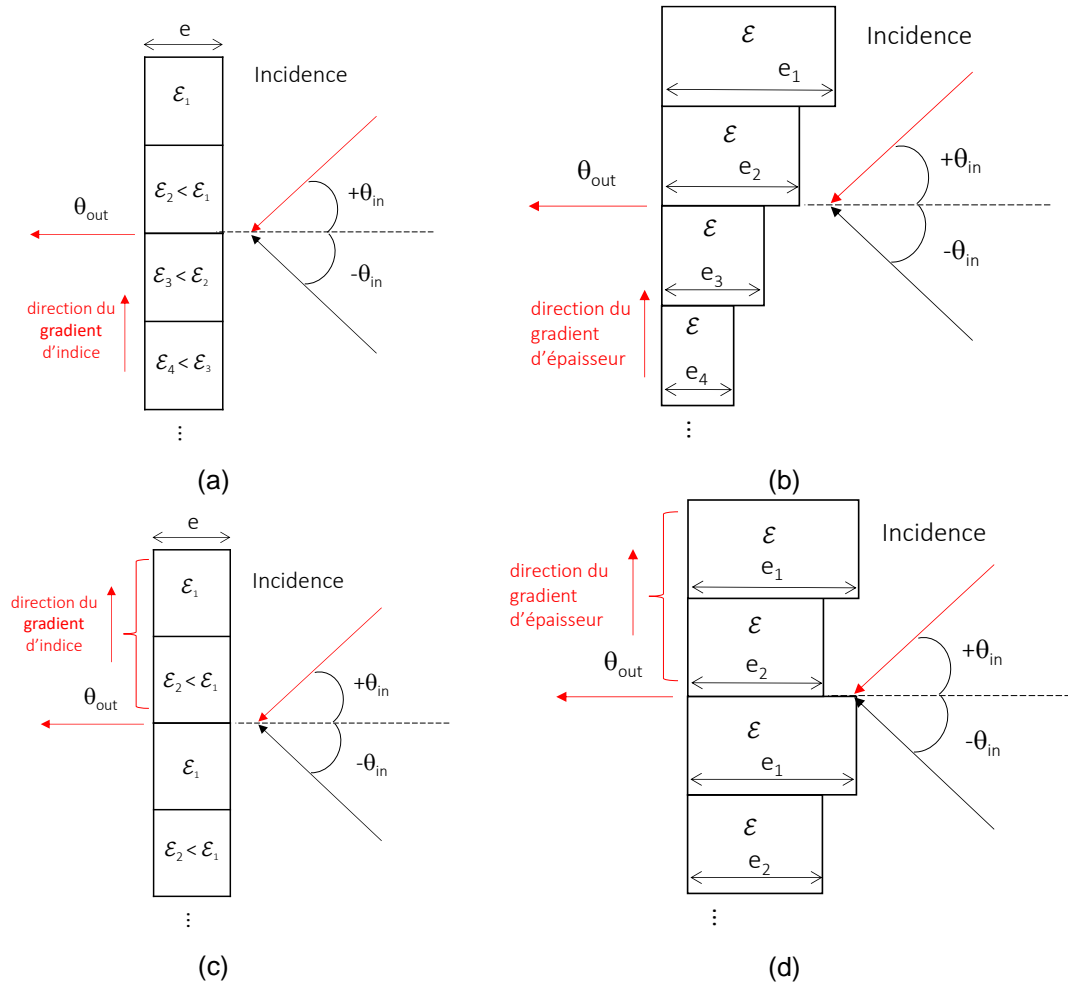 e
Incidence
ε₁
ε₂ < ε₁
θout
+θin
-θin
ε₃ < ε₂
direction du
gradient
d'indice
ε₄ < ε₃
...
(a)
ε
Incidence
e₁
ε
e₂
θout
+θin
-θin
ε
e₃
direction du
gradient
d'épaisseur
ε
e₄
...
(b)
e
Incidence
ε₁
direction du
gradient
d'indice
ε₂ < ε₁
θout
+θin
-θin
ε₁
ε₂ < ε₁
...
(c)
Incidence
ε
e₁
direction du
gradient
d'épaisseur
ε
e₂
θout
+θin
-θin
ε
e₁
ε
e₂
...
(d)